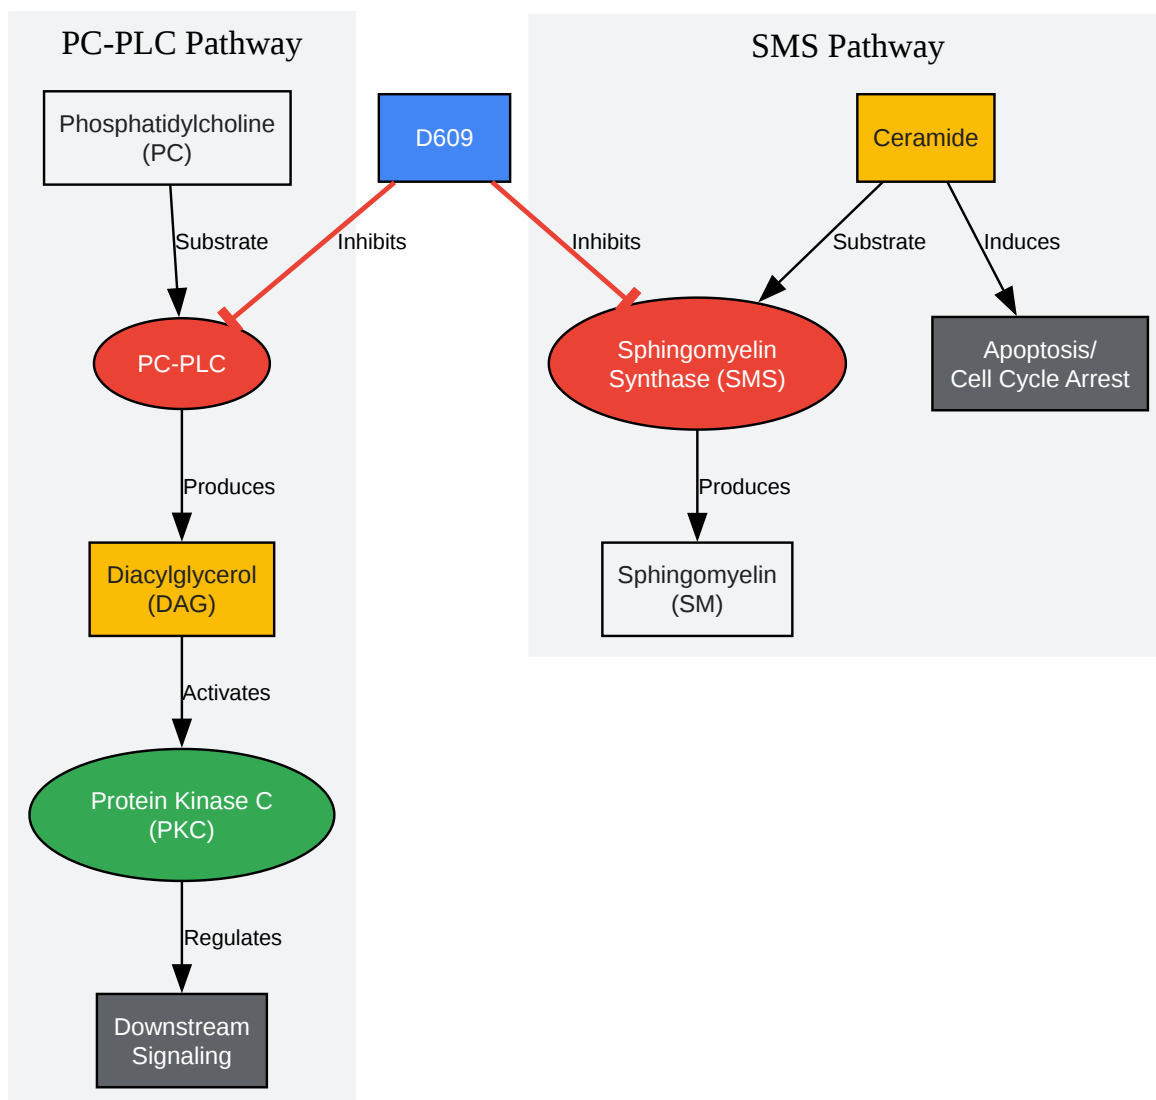 PC-PLC Pathway
SMS Pathway
Phosphatidylcholine
(PC)
D609
Ceramide
Substrate
Inhibits
Inhibits
Substrate
Induces
PC-PLC
Sphingomyelin
Synthase (SMS)
Apoptosis/
Cell Cycle Arrest
Produces
Produces
Diacylglycerol
(DAG)
Sphingomyelin
(SM)
Activates
Protein Kinase C
(PKC)
Regulates
Downstream
Signaling